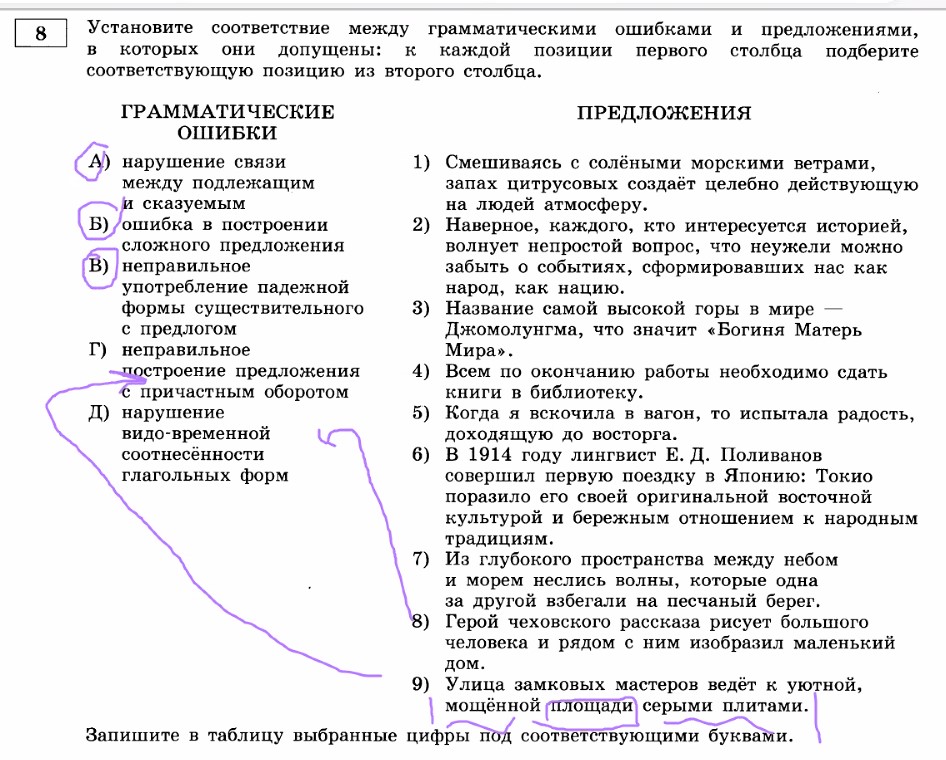 8
Установите соответствие между грамматическими ошибками и предложениями,
в которых они допущены: к каждой позиции первого столбца подберите
соответствующую позицию из второго столбца.
ГРАММАТИЧЕСКИЕ
ОШИБКИ
А) нарушение связи
между подлежащим
и сказуемым
Б) ошибка в построении
сложного предложения
В) неправильное
употребление падежной
формы существительного
с предлогом
Г) неправильное
построение предложения
с причастным оборотом
Д) нарушение
видо-временной
соотнесённости
глагольных форм
ПРЕДЛОЖЕНИЯ
1) Смешиваясь с солёными морскими ветрами,
запах цитрусовых создаёт целебно действующую
на людей атмосферу.
2) Наверное, каждого, кто интересуется историей,
волнует непростой вопрос, что неужели можно
забыть о событиях, сформировавших нас как
народ, как нацию.
3) Название самой высокой горы в мире —
Джомолунгма, что значит «Богиня Матерь
Мира».
4) Всем по окончанию работы необходимо сдать
книги в библиотеку.
5) Когда я вскочила в вагон, то испытала радость,
доходящую до восторга.
6) В 1914 году лингвист Е. Д. Поливанов
совершил первую поездку в Японию: Токио
поразило его своей оригинальной восточной
культурой и бережным отношением к народным
традициям.
7) Из глубокого пространства между небом
и морем неслись волны, которые одна
за другой взбегали на песчаный берег.
8) Герой чеховского рассказа рисует большого
человека и рядом с ним изобразил маленький
дом.
9) Улица замковых мастеров ведёт к уютной,
мощённой площади серыми плитами.
Запишите в таблицу выбранные цифры под соответствующими буквами.